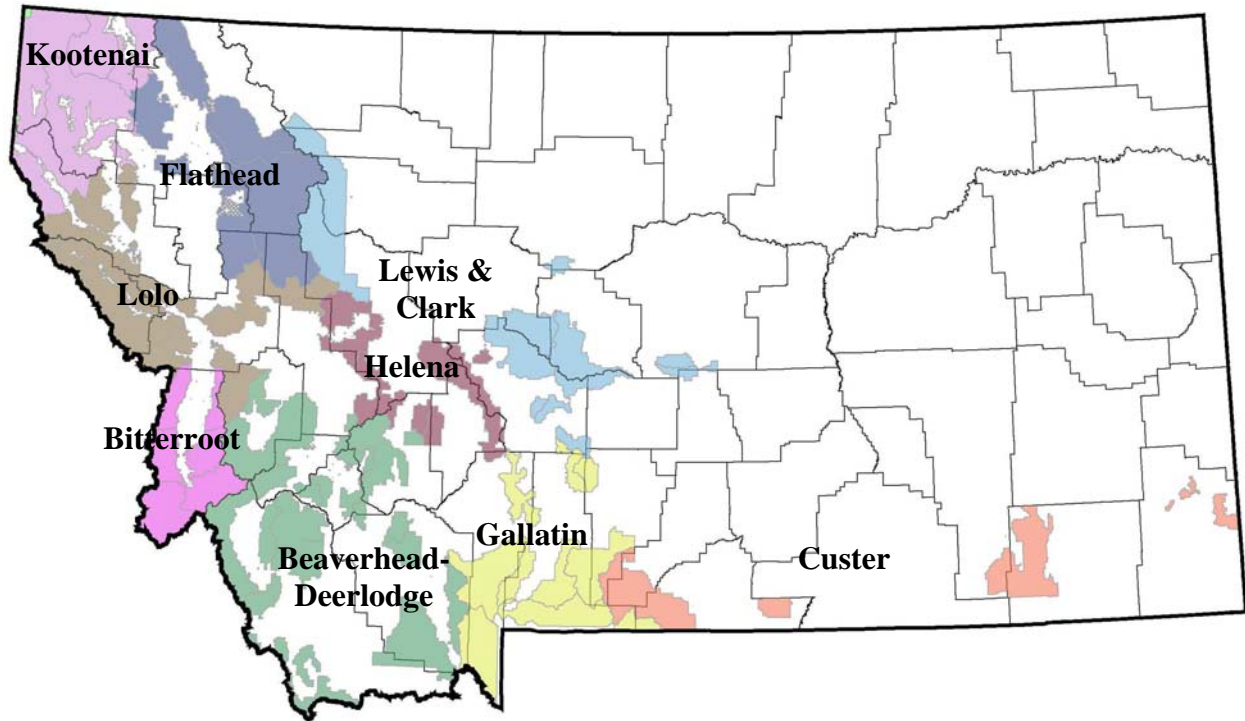 Kootenai
Flathead
Lewis &
Clark
Lolo
Helena
Bitterroot
Gallatin
Beaverhead-
Deerlodge
Custer